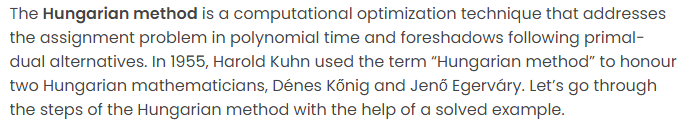 The Hungarian method is a computational optimization technique that addresses
the assignment problem in polynomial time and foreshadows following primal-
dual alternatives. In 1955, Harold Kuhn used the term “Hungarian method” to honour
two Hungarian mathematicians, Dénes Kőnig and Jenő Egerváry. Let’s go through
the steps of the Hungarian method with the help of a solved example.